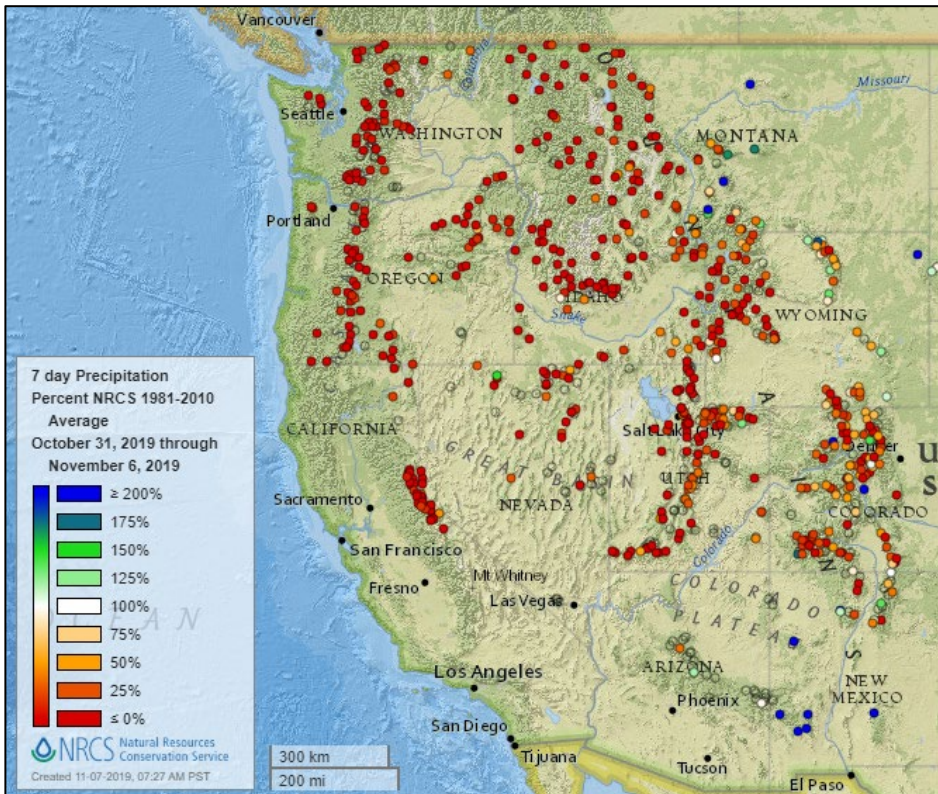 Vancouver
Columbia
Missouri
Seattle
WASHINGTON
MONTANA
Portland
OREGON
IDAHO
Snake
WYOMING
7 day Precipitation
Percent NRCS 1981-2010
Average
October 31, 2019 through
November 6, 2019
≥ 200%
175%
150%
125%
100%
75%
50%
25%
≤ 0%
NRCS Natural Resources
Conservation Service
Created 11-07-2019, 07:27 AM PST
CALIFORNIA
GREAT BASIN
Salt Lake City
UTAH
NEVADA
Denver
COLORADO
Sacramento
San Francisco
Colorado
Fresno
Mt Whitney
Las Vegas
COLORADO
PLATEAU
Los Angeles
ARIZONA
Phoenix
NEW
MEXICO
San Diego
Tijuana
Tucson
El Paso
OCEAN
300 km
200 mi